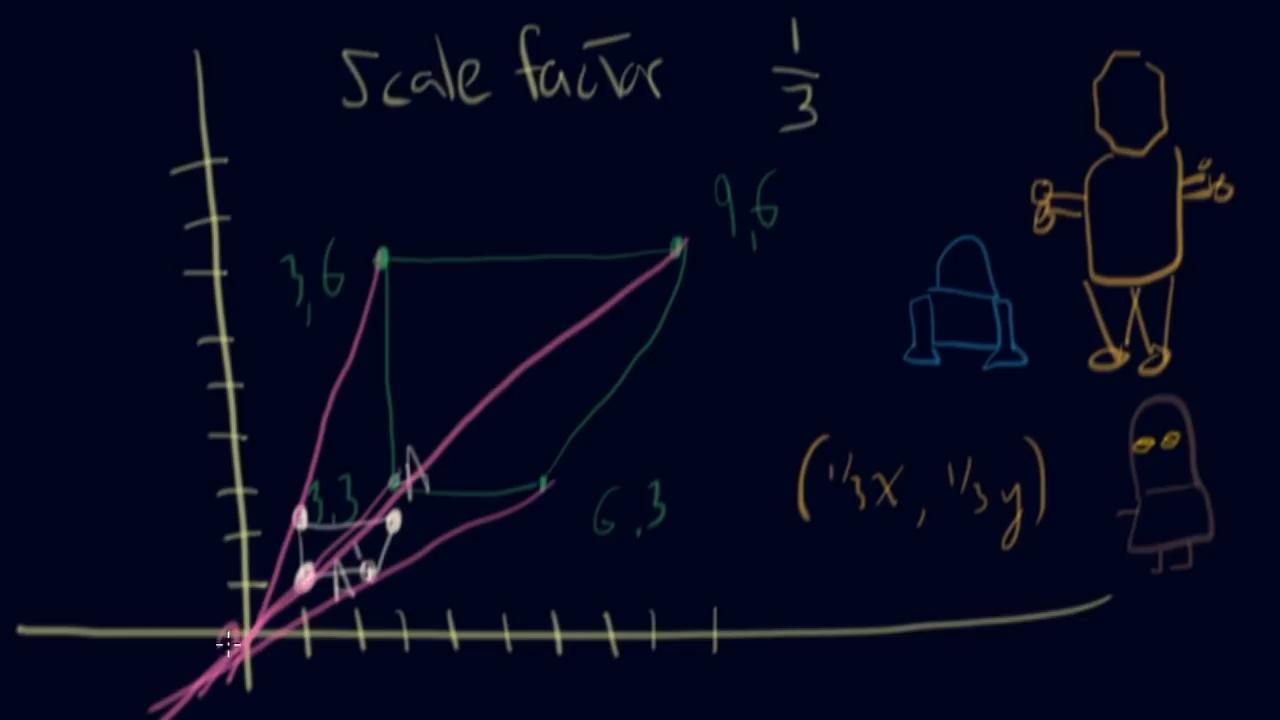 Scale factor 1/3
9,6
3,6
A
3,3
6,3
(1/3x, 1/3y)
A'